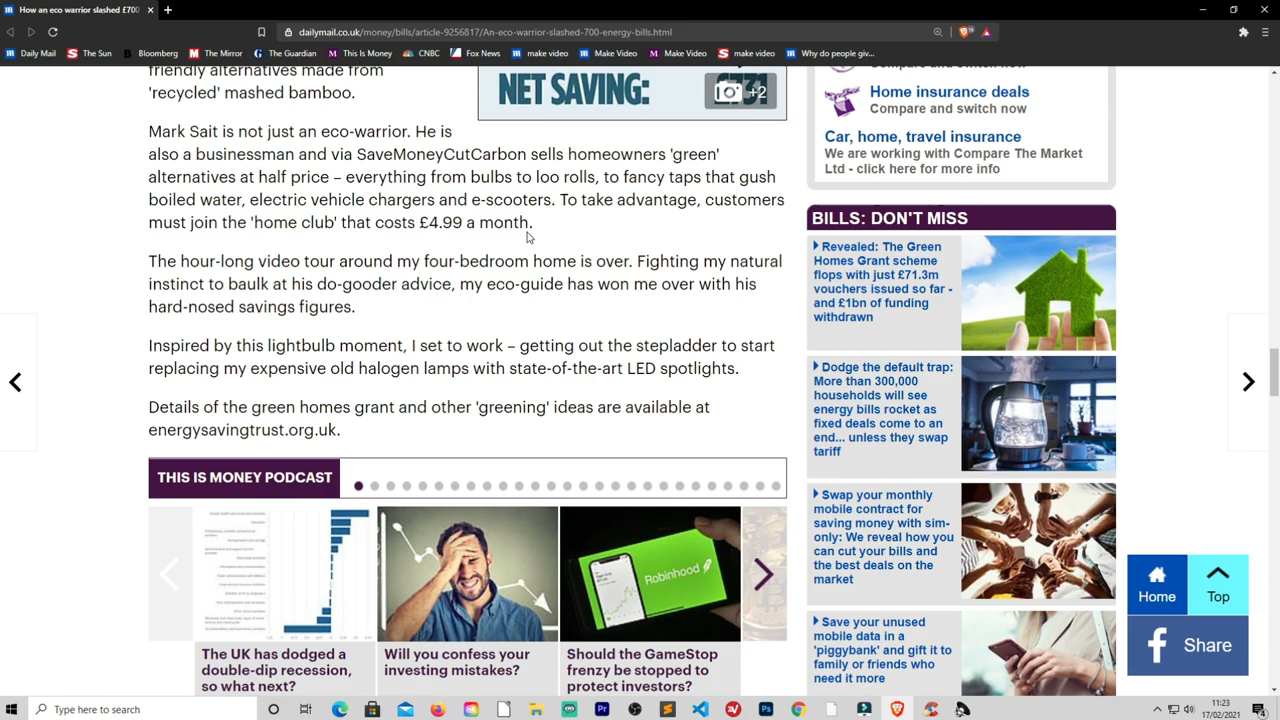 How an eco warrior slashed £700
dailymail.co.uk/money/bills/article-9256817/An-eco-warrior-slashed-700-energy-bills.html
Daily Mail
The Sun
Bloomberg
The Mirror
The Guardian
This Is Money
CNBC
Fox News
make video
Make Video
make video
Why do people giv...
friendly alternatives made from
'recycled' mashed bamboo.
NET SAVING:
+2
Mark Sait is not just an eco-warrior. He is
also a businessman and via SaveMoneyCutCarbon sells homeowners 'green'
alternatives at half price – everything from bulbs to loo rolls, to fancy taps that gush
boiled water, electric vehicle chargers and e-scooters. To take advantage, customers
must join the 'home club' that costs £4.99 a month.
The hour-long video tour around my four-bedroom home is over. Fighting my natural
instinct to baulk at his do-gooder advice, my eco-guide has won me over with his
hard-nosed savings figures.
Inspired by this lightbulb moment, I set to work – getting out the stepladder to start
replacing my expensive old halogen lamps with state-of-the-art LED spotlights.
Details of the green homes grant and other 'greening' ideas are available at
energysavingtrust.org.uk.
THIS IS MONEY PODCAST
The UK has dodged a
double-dip recession,
so what next?
Will you confess your
investing mistakes?
Should the GameStop
frenzy be stopped to
protect investors?
Compare and switch now
Home insurance deals
Compare and switch now
Car, home, travel insurance
We are working with Compare The Market
Ltd - click here for more info
BILLS: DON'T MISS
Revealed: The Green
Homes Grant scheme
flops with just £71.3m
vouchers issued so far -
and £1bn of funding
withdrawn
Dodge the default trap:
More than 300,000
households will see
energy bills rocket as
fixed deals come to an
end... unless they swap
tariff
Swap your monthly
mobile contract for
saving money with sim-
only: We reveal how you
can cut your bills and
the best deals on the
market
Save your unused
mobile data in a
'piggybank' and gift it to
family or friends who
need it more
Home
Top
Share
Type here to search
11:23
17/02/2021